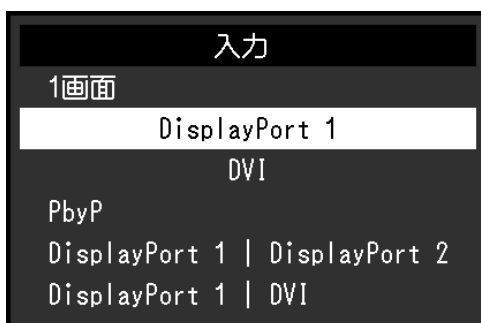 入力
1画面
DisplayPort 1
DVI
PbyP
DisplayPort 1 | DisplayPort 2
DisplayPort 1 | DVI